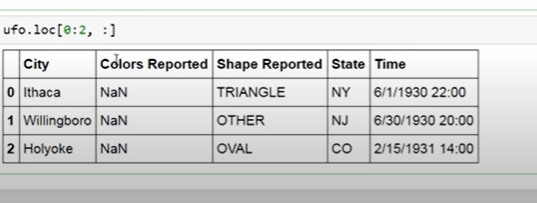 ufo.loc[0:2, :]
City Colors Reported Shape Reported State Time
0 Ithaca NaN TRIANGLE NY 6/1/1930 22:00
1 Willingboro NaN OTHER NJ 6/30/1930 20:00
2 Holyoke NaN OVAL CO 2/15/1931 14:00